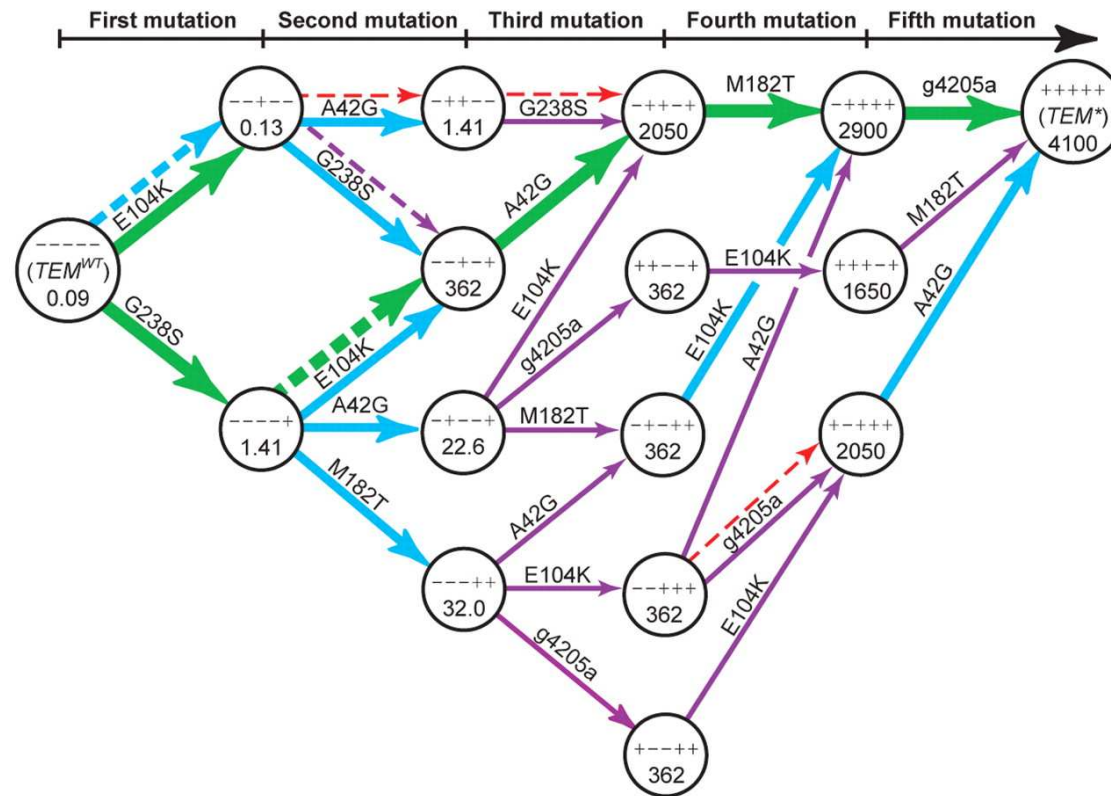 First mutation Second mutation Third mutation Fourth mutation Fifth mutation
−−+−−
0.13
A42G
−++−−
1.41
G238S
−++−+
2050
M182T
−++++
2900
g4205a
+++++
(TEM*)
4100
E104K
G238S
A42G
M182T
−−−−−
(TEMᵂᵀ)
0.09
−−+−+
362
E104K
++−−+
362
E104K
+++−+
1650
G238S
E104K
g4205a
E104K
A42G
A42G
−−−−+
1.41
A42G
−+−−+
22.6
M182T
−+−++
362
+−+++
2050
M182T
A42G
g4205a
−−−++
32.0
E104K
−−+++
362
E104K
g4205a
+−−++
362